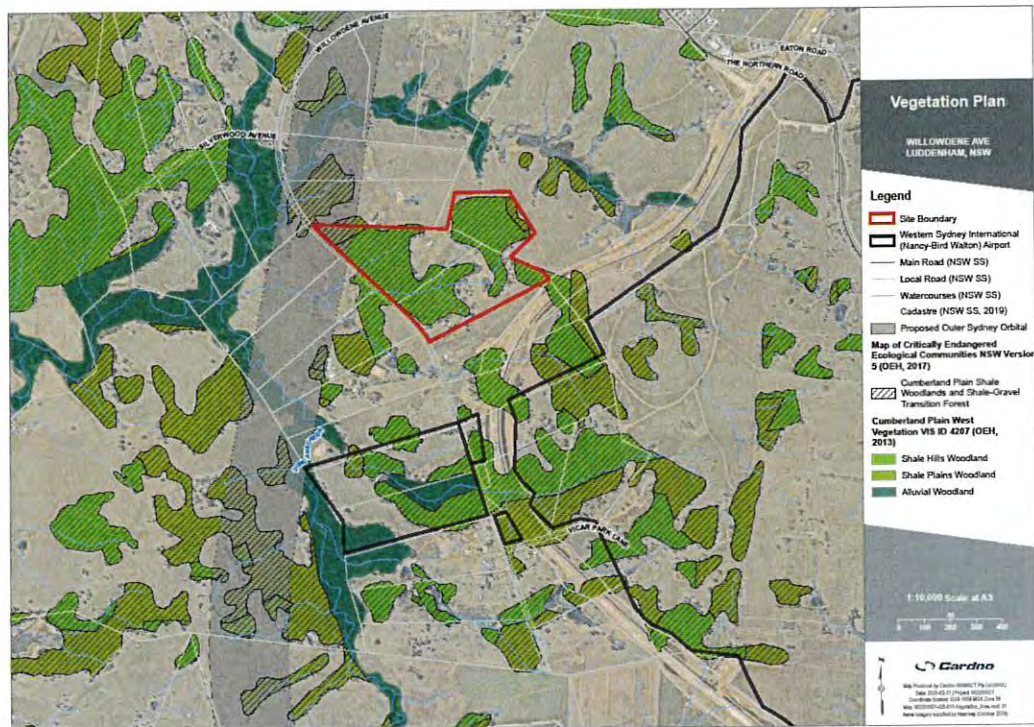 WILLOWDENE AVENUE
SILVERWOOD AVENUE
EATON ROAD
THE NORTHERN ROAD
VICAR PARK LANE
Vegetation Plan
WILLOWDENE AVE
LUDDENHAM, NSW
Legend
Site Boundary
Western Sydney International
(Nancy-Bird Walton) Airport
Main Road (NSW SS)
Local Road (NSW SS)
Watercourses (NSW SS)
Cadastre (NSW SS, 2019)
Proposed Outer Sydney Orbital
Map of Critically Endangered
Ecological Communities NSW Version
5 (OEH, 2017)
Cumberland Plain Shale
Woodlands and Shale-Gravel
Transition Forest
Cumberland Plain West
Vegetation VIS ID 4207 (OEH,
2013)
Shale Hills Woodland
Shale Plains Woodland
Alluvial Woodland
1:10,000 Scale at A3
0 100 200 300 400
N
Cardno